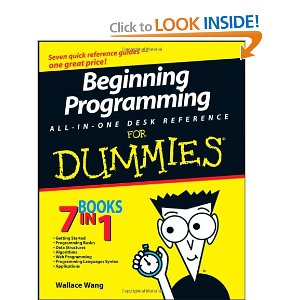 Click to LOOK INSIDE!
Seven quick reference guides —
one great price!
Beginning
Programming
ALL-IN-ONE DESK REFERENCE
FOR
DUMMIES
7 BOOKS
IN 1
• Getting Started
• Programming Basics
• Data Structures
• Algorithms
• Web Programming
• Programming Languages Syntax
• Applications
Wallace Wang